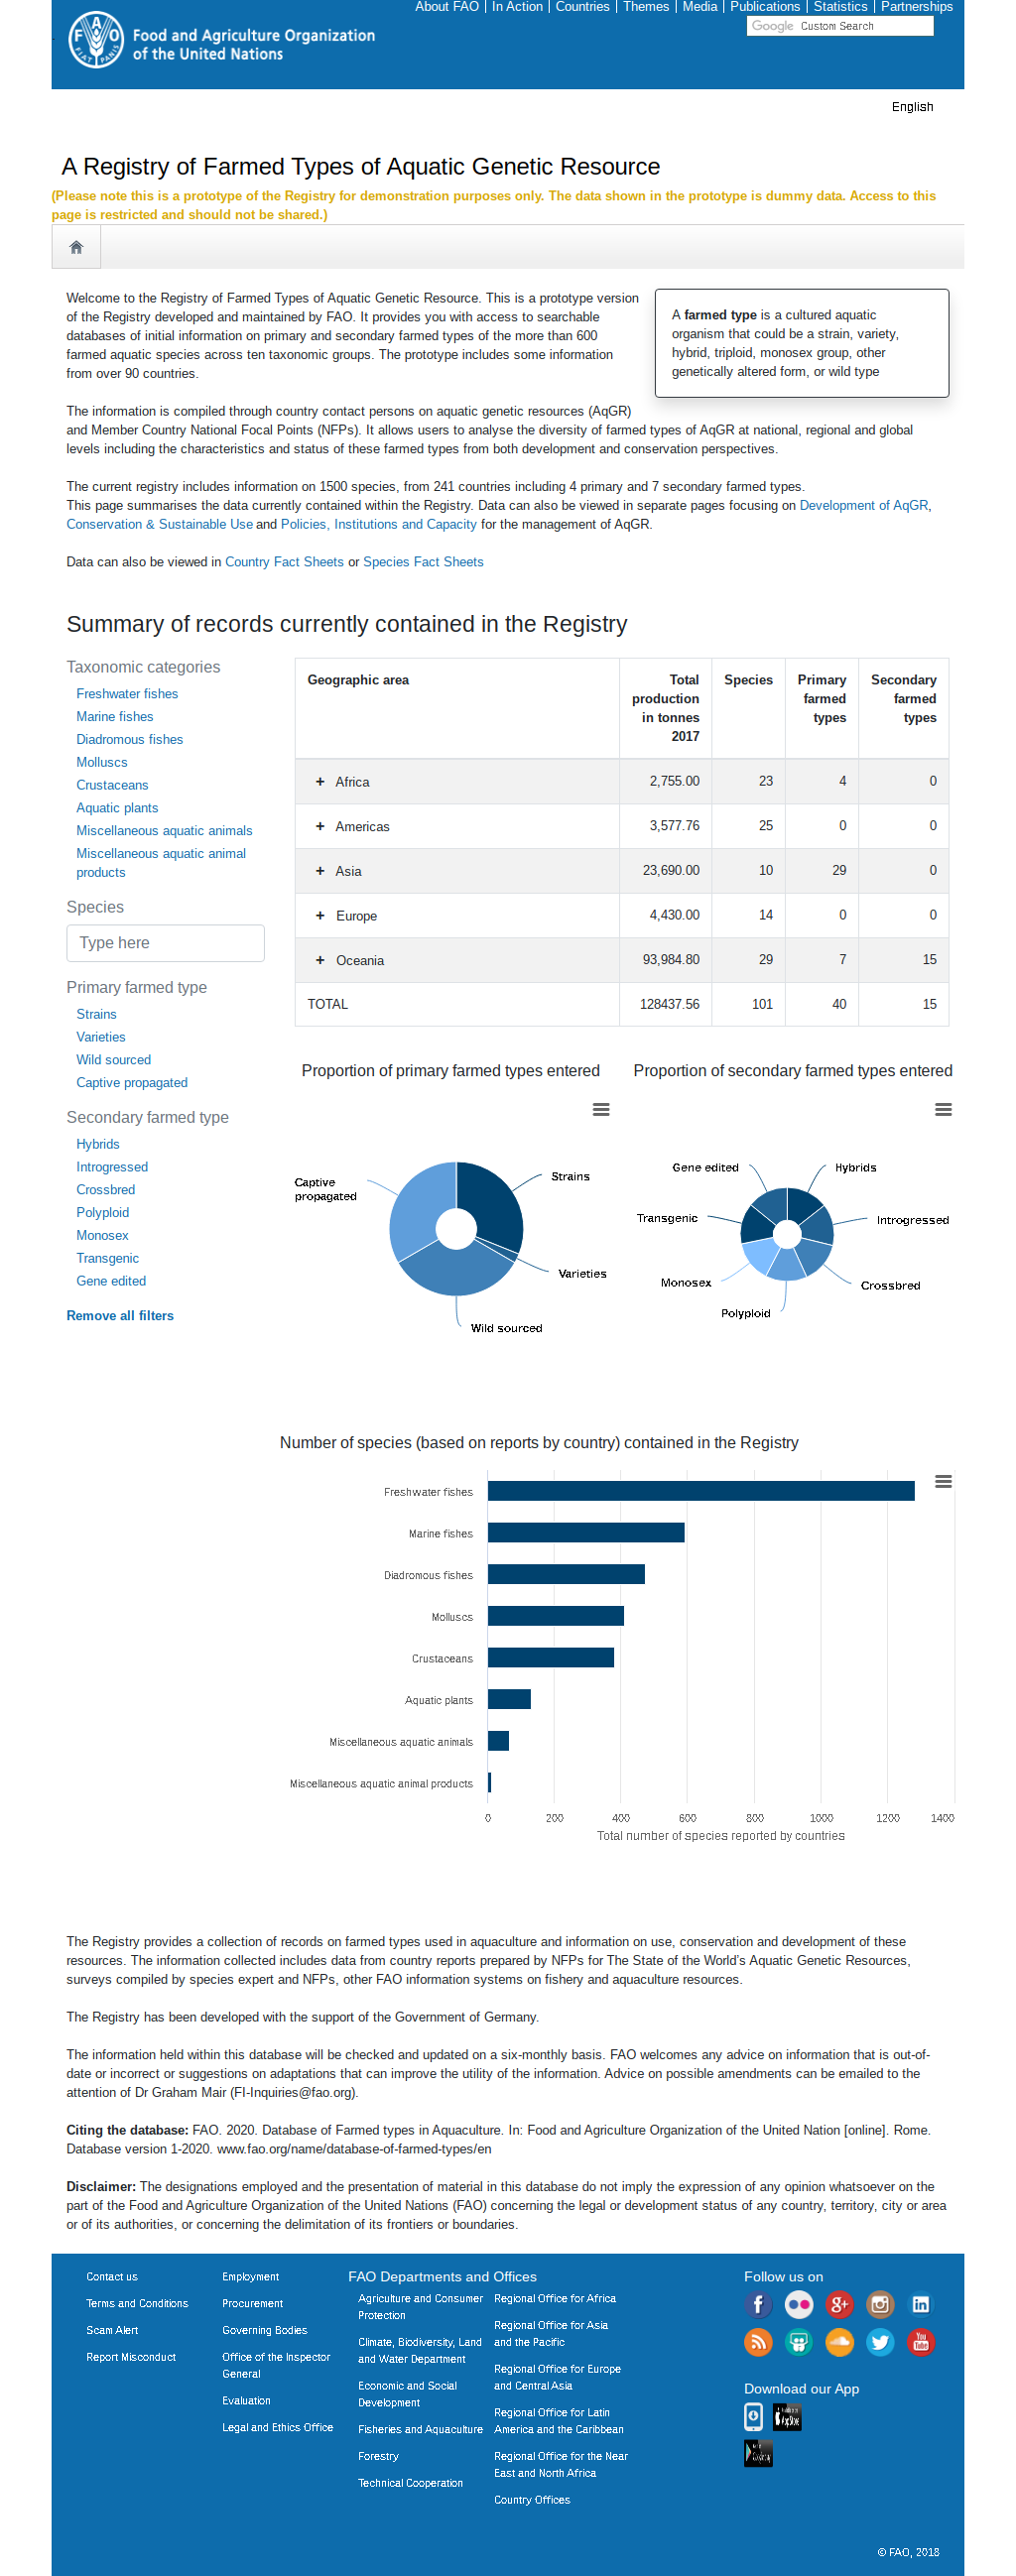 About FAO | In Action | Countries | Themes | Media | Publications | Statistics | Partnerships
Google Custom Search
FAO
FIAT PANIS
Food and Agriculture Organization
of the United Nations
English
A Registry of Farmed Types of Aquatic Genetic Resource
(Please note this is a prototype of the Registry for demonstration purposes only. The data shown in the prototype is dummy data. Access to this
page is restricted and should not be shared.)
Welcome to the Registry of Farmed Types of Aquatic Genetic Resource. This is a prototype version
of the Registry developed and maintained by FAO. It provides you with access to searchable
databases of initial information on primary and secondary farmed types of the more than 600
farmed aquatic species across ten taxonomic groups. The prototype includes some information
from over 90 countries.
A farmed type is a cultured aquatic
organism that could be a strain, variety,
hybrid, triploid, monosex group, other
genetically altered form, or wild type
The information is compiled through country contact persons on aquatic genetic resources (AqGR)
and Member Country National Focal Points (NFPs). It allows users to analyse the diversity of farmed types of AqGR at national, regional and global
levels including the characteristics and status of these farmed types from both development and conservation perspectives.
The current registry includes information on 1500 species, from 241 countries including 4 primary and 7 secondary farmed types.
This page summarises the data currently contained within the Registry. Data can also be viewed in separate pages focusing on Development of AqGR,
Conservation & Sustainable Use and Policies, Institutions and Capacity for the management of AqGR.
Data can also be viewed in Country Fact Sheets or Species Fact Sheets
Summary of records currently contained in the Registry
Taxonomic categories
Freshwater fishes
Marine fishes
Diadromous fishes
Molluscs
Crustaceans
Aquatic plants
Miscellaneous aquatic animals
Miscellaneous aquatic animal
products
Species
Type here
Primary farmed type
Strains
Varieties
Wild sourced
Captive propagated
Secondary farmed type
Hybrids
Introgressed
Crossbred
Polyploid
Monosex
Transgenic
Gene edited
Remove all filters
Geographic area | Total production in tonnes 2017 | Species | Primary farmed types | Secondary farmed types
+ Africa 2,755.00 23 4 0
+ Americas 3,577.76 25 0 0
+ Asia 23,690.00 10 29 0
+ Europe 4,430.00 14 0 0
+ Oceania 93,984.80 29 7 15
TOTAL 128437.56 101 40 15
Proportion of primary farmed types entered
Captive
propagated
Strains
Varieties
Wild sourced
Proportion of secondary farmed types entered
Gene edited
Hybrids
Transgenic
Introgressed
Monosex
Crossbred
Polyploid
Number of species (based on reports by country) contained in the Registry
Freshwater fishes
Marine fishes
Diadromous fishes
Molluscs
Crustaceans
Aquatic plants
Miscellaneous aquatic animals
Miscellaneous aquatic animal products
0 200 400 600 800 1000 1200 1400
Total number of species reported by countries
The Registry provides a collection of records on farmed types used in aquaculture and information on use, conservation and development of these
resources. The information collected includes data from country reports prepared by NFPs for The State of the World's Aquatic Genetic Resources,
surveys compiled by species expert and NFPs, other FAO information systems on fishery and aquaculture resources.
The Registry has been developed with the support of the Government of Germany.
The information held within this database will be checked and updated on a six-monthly basis. FAO welcomes any advice on information that is out-of-
date or incorrect or suggestions on adaptations that can improve the utility of the information. Advice on possible amendments can be emailed to the
attention of Dr Graham Mair (FI-Inquiries@fao.org).
Citing the database: FAO. 2020. Database of Farmed types in Aquaculture. In: Food and Agriculture Organization of the United Nation [online]. Rome.
Database version 1-2020. www.fao.org/name/database-of-farmed-types/en
Disclaimer: The designations employed and the presentation of material in this database do not imply the expression of any opinion whatsoever on the
part of the Food and Agriculture Organization of the United Nations (FAO) concerning the legal or development status of any country, territory, city or area
or of its authorities, or concerning the delimitation of its frontiers or boundaries.
Contact us
Terms and Conditions
Scam Alert
Report Misconduct
Employment
Procurement
Governing Bodies
Office of the Inspector
General
Evaluation
Legal and Ethics Office
FAO Departments and Offices
Agriculture and Consumer
Protection
Climate, Biodiversity, Land
and Water Department
Economic and Social
Development
Fisheries and Aquaculture
Forestry
Technical Cooperation
Regional Office for Africa
Regional Office for Asia
and the Pacific
Regional Office for Europe
and Central Asia
Regional Office for Latin
America and the Caribbean
Regional Office for the Near
East and North Africa
Country Offices
Follow us on
You
Tube
Download our App
App Store
© FAO, 2018